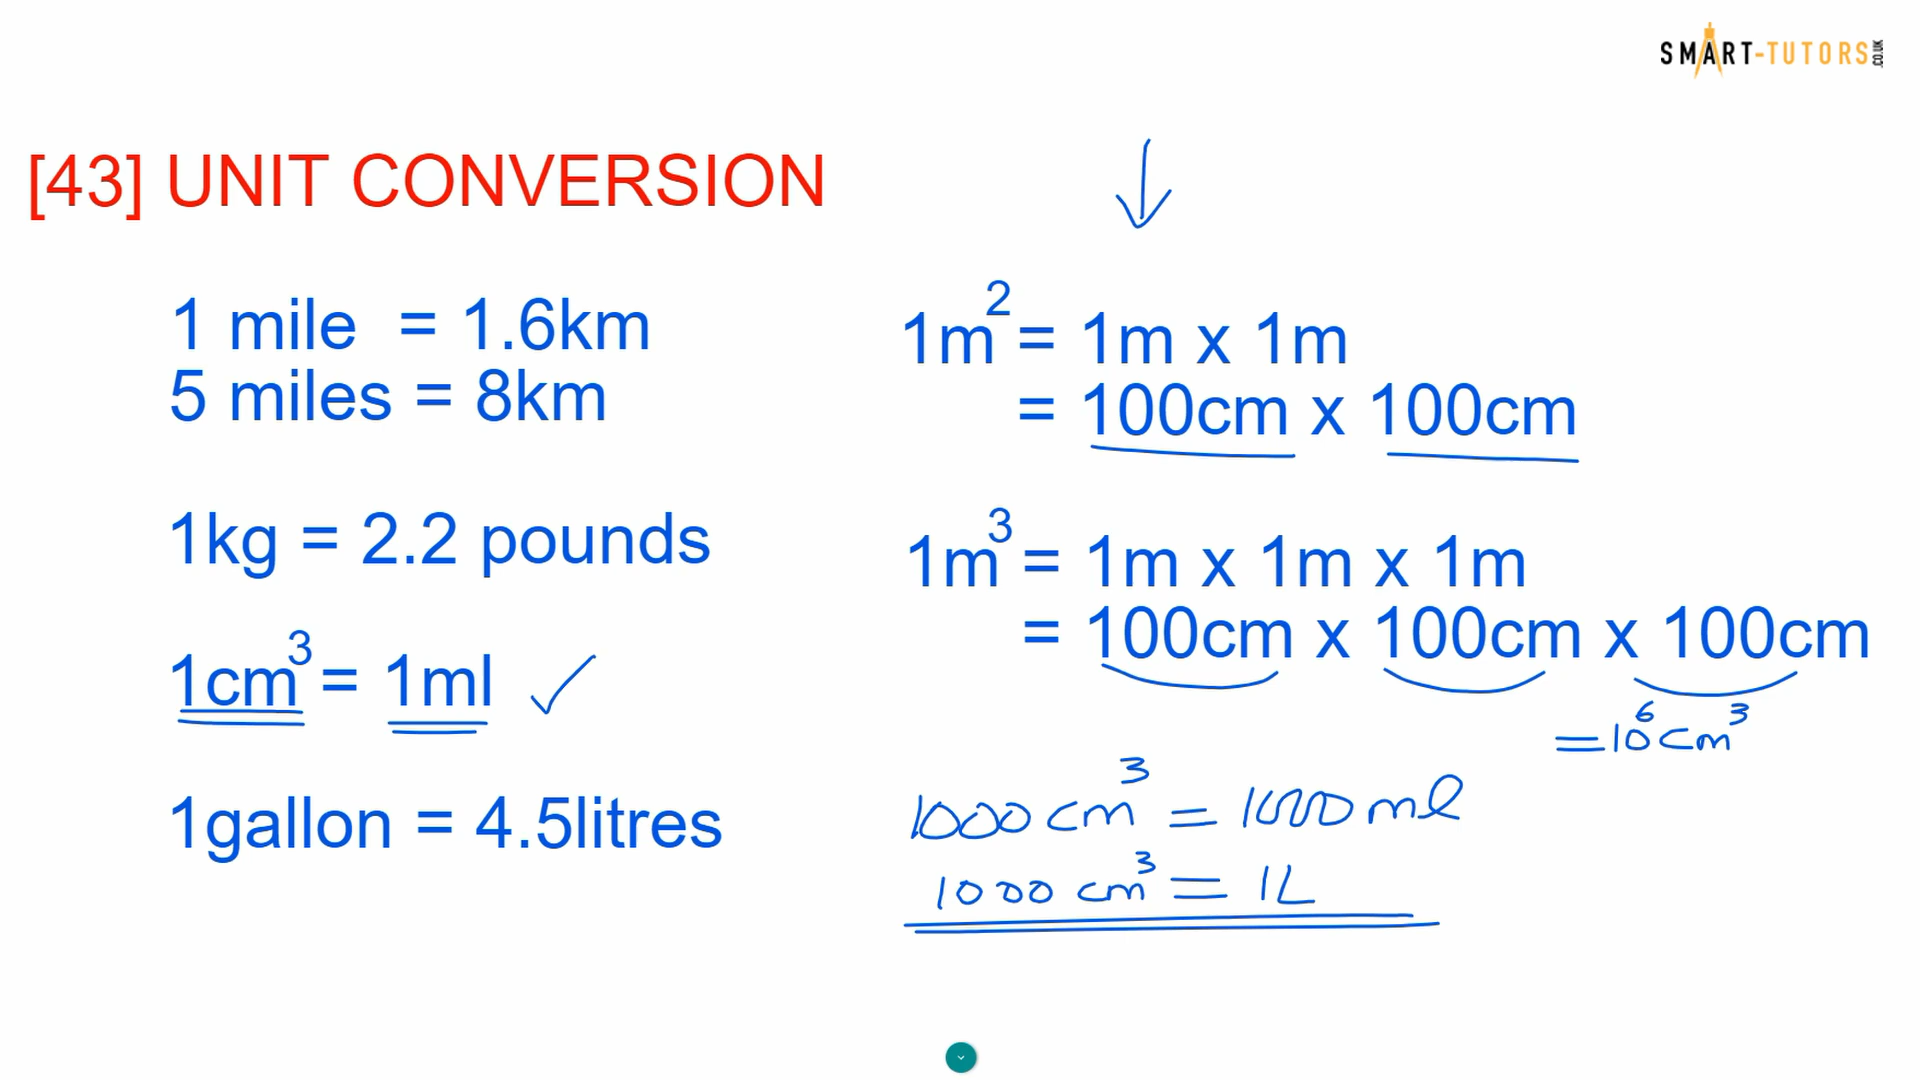 SMART-TUTORS.CO.UK
[43] UNIT CONVERSION
1 mile = 1.6km
5 miles = 8km
1kg = 2.2 pounds
1cm³ = 1ml ✓
1gallon = 4.5litres
1m² = 1m x 1m
= 100cm x 100cm
1m³ = 1m x 1m x 1m
= 100cm x 100cm x 100cm
= 10⁶ cm³
1000 cm³ = 1000 ml
1000 cm³ = 1L